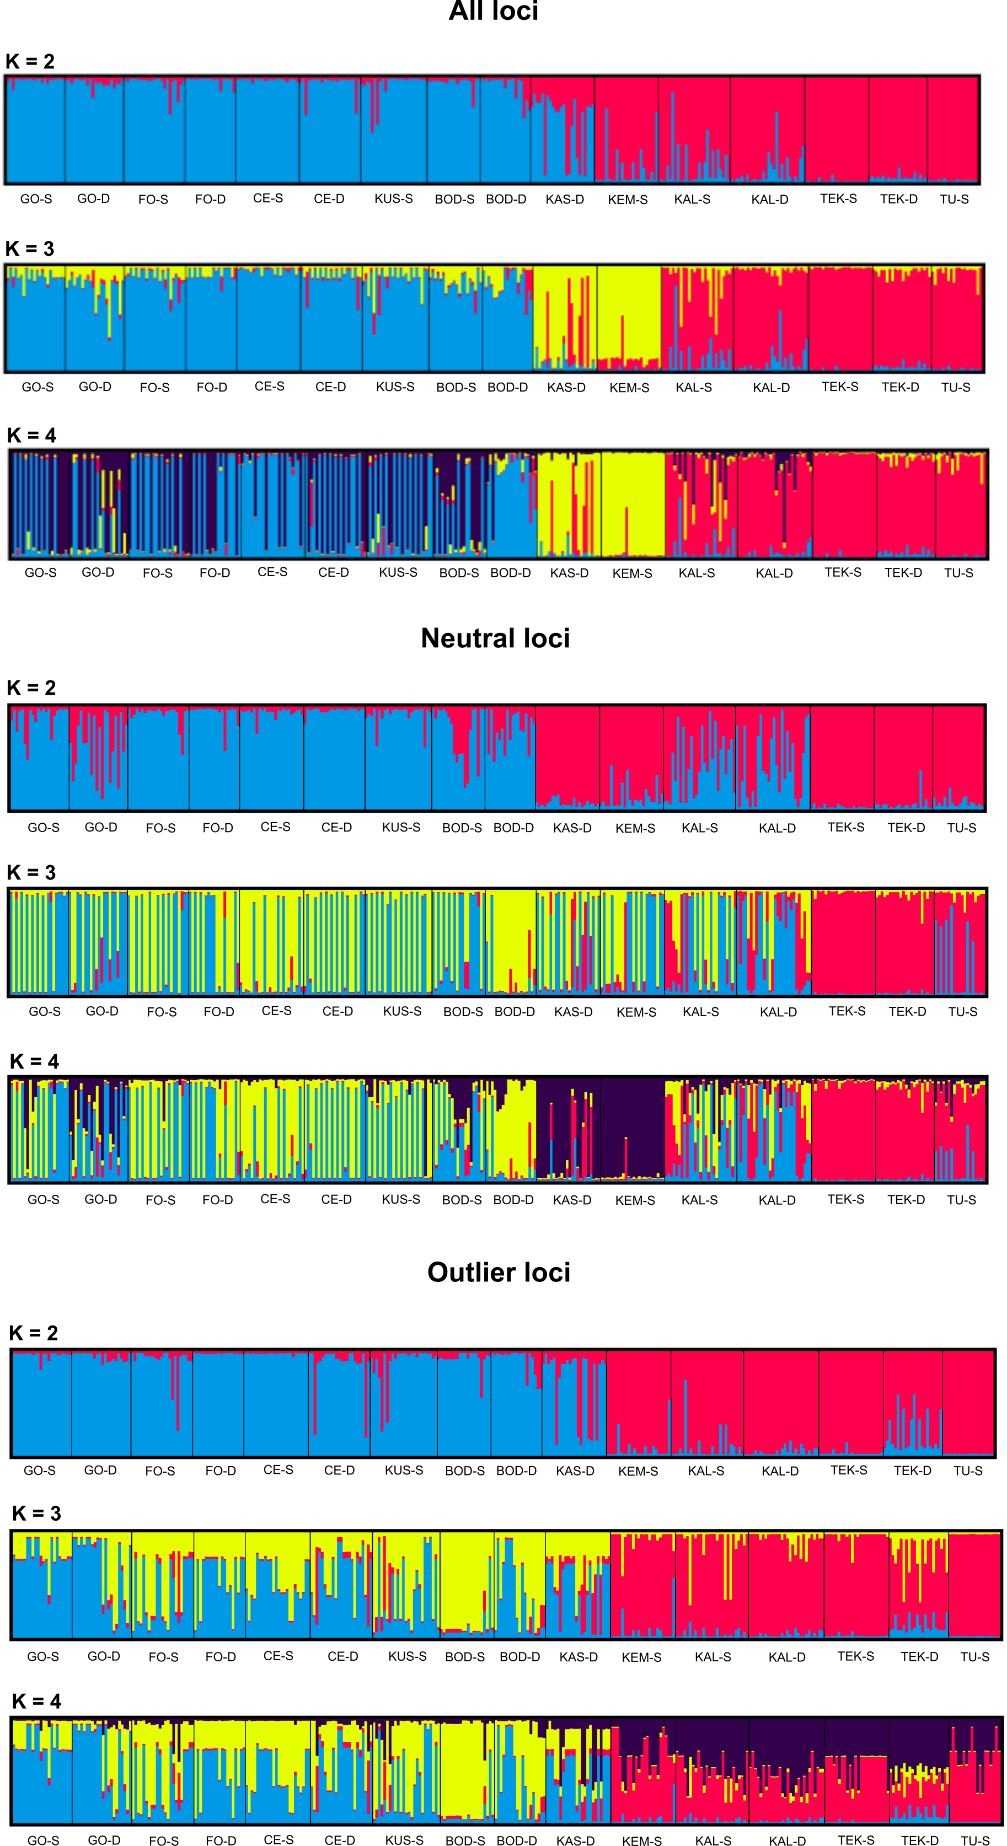 All loci
K = 2
GO-S GO-D FO-S FO-D CE-S CE-D KUS-S BOD-S BOD-D KAS-D KEM-S KAL-S KAL-D TEK-S TEK-D TU-S
K = 3
GO-S GO-D FO-S FO-D CE-S CE-D KUS-S BOD-S BOD-D KAS-D KEM-S KAL-S KAL-D TEK-S TEK-D TU-S
K = 4
GO-S GO-D FO-S FO-D CE-S CE-D KUS-S BOD-S BOD-D KAS-D KEM-S KAL-S KAL-D TEK-S TEK-D TU-S
Neutral loci
K = 2
GO-S GO-D FO-S FO-D CE-S CE-D KUS-S BOD-S BOD-D KAS-D KEM-S KAL-S KAL-D TEK-S TEK-D TU-S
K = 3
GO-S GO-D FO-S FO-D CE-S CE-D KUS-S BOD-S BOD-D KAS-D KEM-S KAL-S KAL-D TEK-S TEK-D TU-S
K = 4
GO-S GO-D FO-S FO-D CE-S CE-D KUS-S BOD-S BOD-D KAS-D KEM-S KAL-S KAL-D TEK-S TEK-D TU-S
Outlier loci
K = 2
GO-S GO-D FO-S FO-D CE-S CE-D KUS-S BOD-S BOD-D KAS-D KEM-S KAL-S KAL-D TEK-S TEK-D TU-S
K = 3
GO-S GO-D FO-S FO-D CE-S CE-D KUS-S BOD-S BOD-D KAS-D KEM-S KAL-S KAL-D TEK-S TEK-D TU-S
K = 4
GO-S GO-D FO-S FO-D CE-S CE-D KUS-S BOD-S BOD-D KAS-D KEM-S KAL-S KAL-D TEK-S TEK-D TU-S